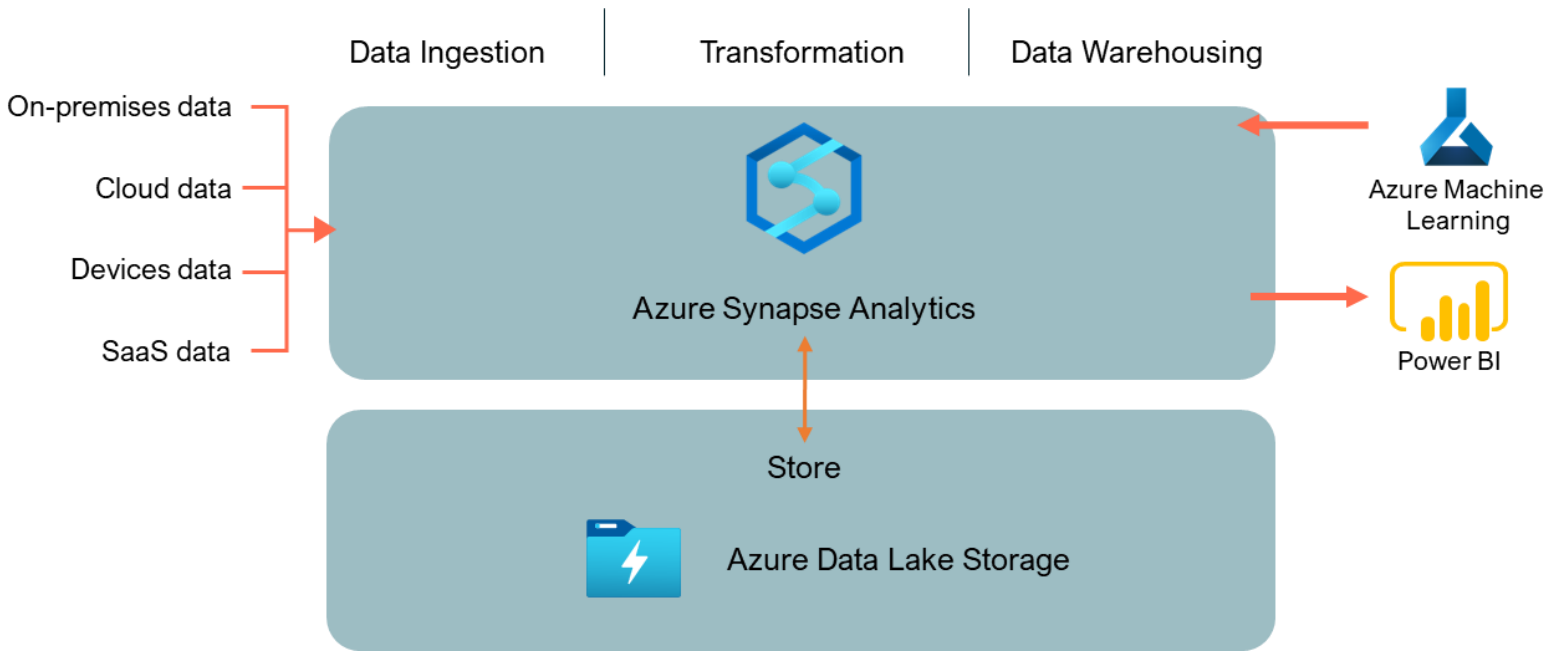 Data Ingestion
Transformation
Data Warehousing
On-premises data
Cloud data
Devices data
SaaS data
Azure Synapse Analytics
Azure Machine
Learning
Power BI
Store
Azure Data Lake Storage